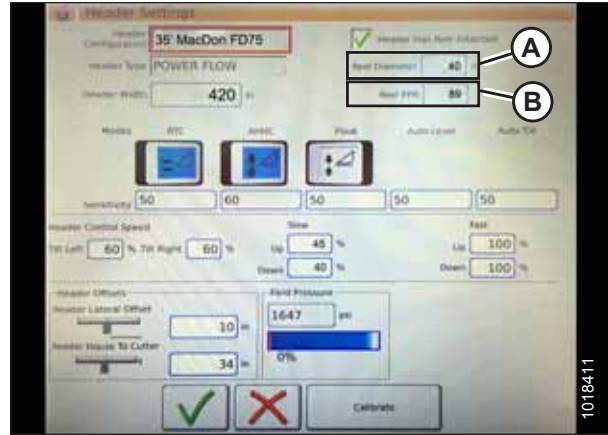 Header Settings
Header Configuration 35' MacDon FD75 Header Has Reel Attached
A
Header Type POWER FLOW Reel Diameter 40 in
Header Width 420 in Reel PPR 89
B
Modes RTC AHHC Float Auto Level Auto Tilt
Sensitivity 50 60 50 50 50
Header Control Speed Slow Fast
Tilt Left 60 % Tilt Right 60 % Up 45 % Up 100 %
Down 40 % Down 100 %
Header Offsets Field Pressure
Header Lateral Offset 1647 psi
10 in
Feeder House To Cutter 0%
34 in
Calibrate
1018411